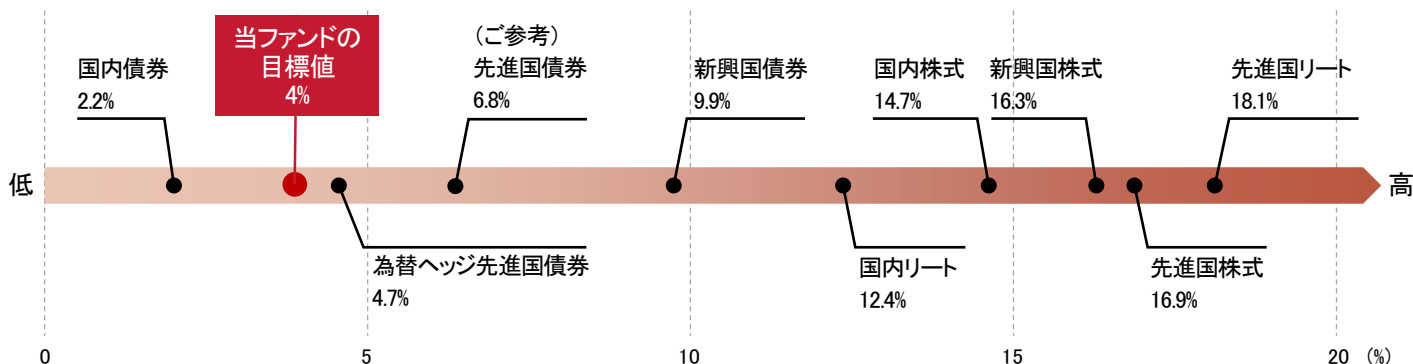 当ファンドの
目標値
4%
国内債券
2.2%
(ご参考)
先進国債券
6.8%
新興国債券
9.9%
国内株式
14.7%
新興国株式
16.3%
先進国リート
18.1%
低
高
為替ヘッジ先進国債券
4.7%
国内リート
12.4%
先進国株式
16.9%
0
5
10
15
20
(%)